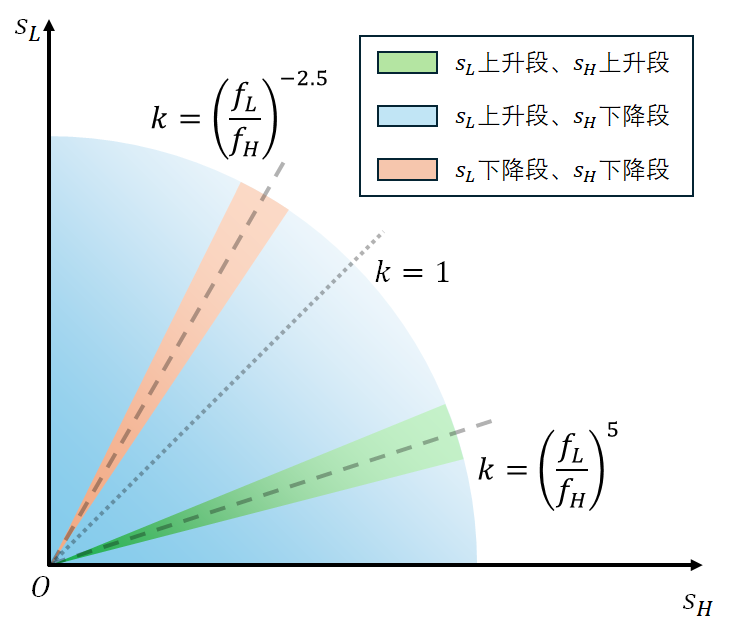 s_L
k = (f_L/f_H)^{-2.5}
s_L上升段、s_H上升段
s_L上升段、s_H下降段
s_L下降段、s_H下降段
k = 1
k = (f_L/f_H)^5
O
s_H